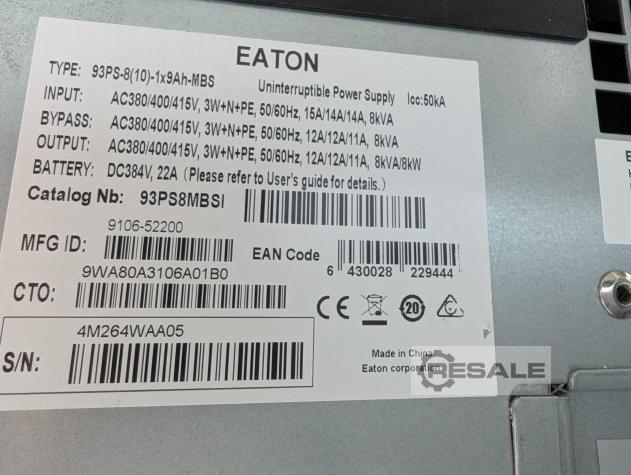 EATON
TYPE: 93PS-8(10)-1x9Ah-MBS
Uninterruptible Power Supply Icc:50kA
INPUT: AC380/400/415V, 3W+N+PE, 50/60Hz, 15A/14A/14A, 8kVA
BYPASS: AC380/400/415V, 3W+N+PE, 50/60Hz, 12A/12A/11A, 8kVA
OUTPUT: AC380/400/415V, 3W+N+PE, 50/60Hz, 12A/12A/11A, 8kVA/8kW
BATTERY: DC384V, 22A (Please refer to User's guide for details.)
Catalog Nb: 93PS8MBSI
9106-52200
MFG ID:
EAN Code
6 430028 229444
9WA80A3106A01B0
CTO:
CE
20
4M264WAA05
S/N:
Made in China
Eaton corporation
RESALE